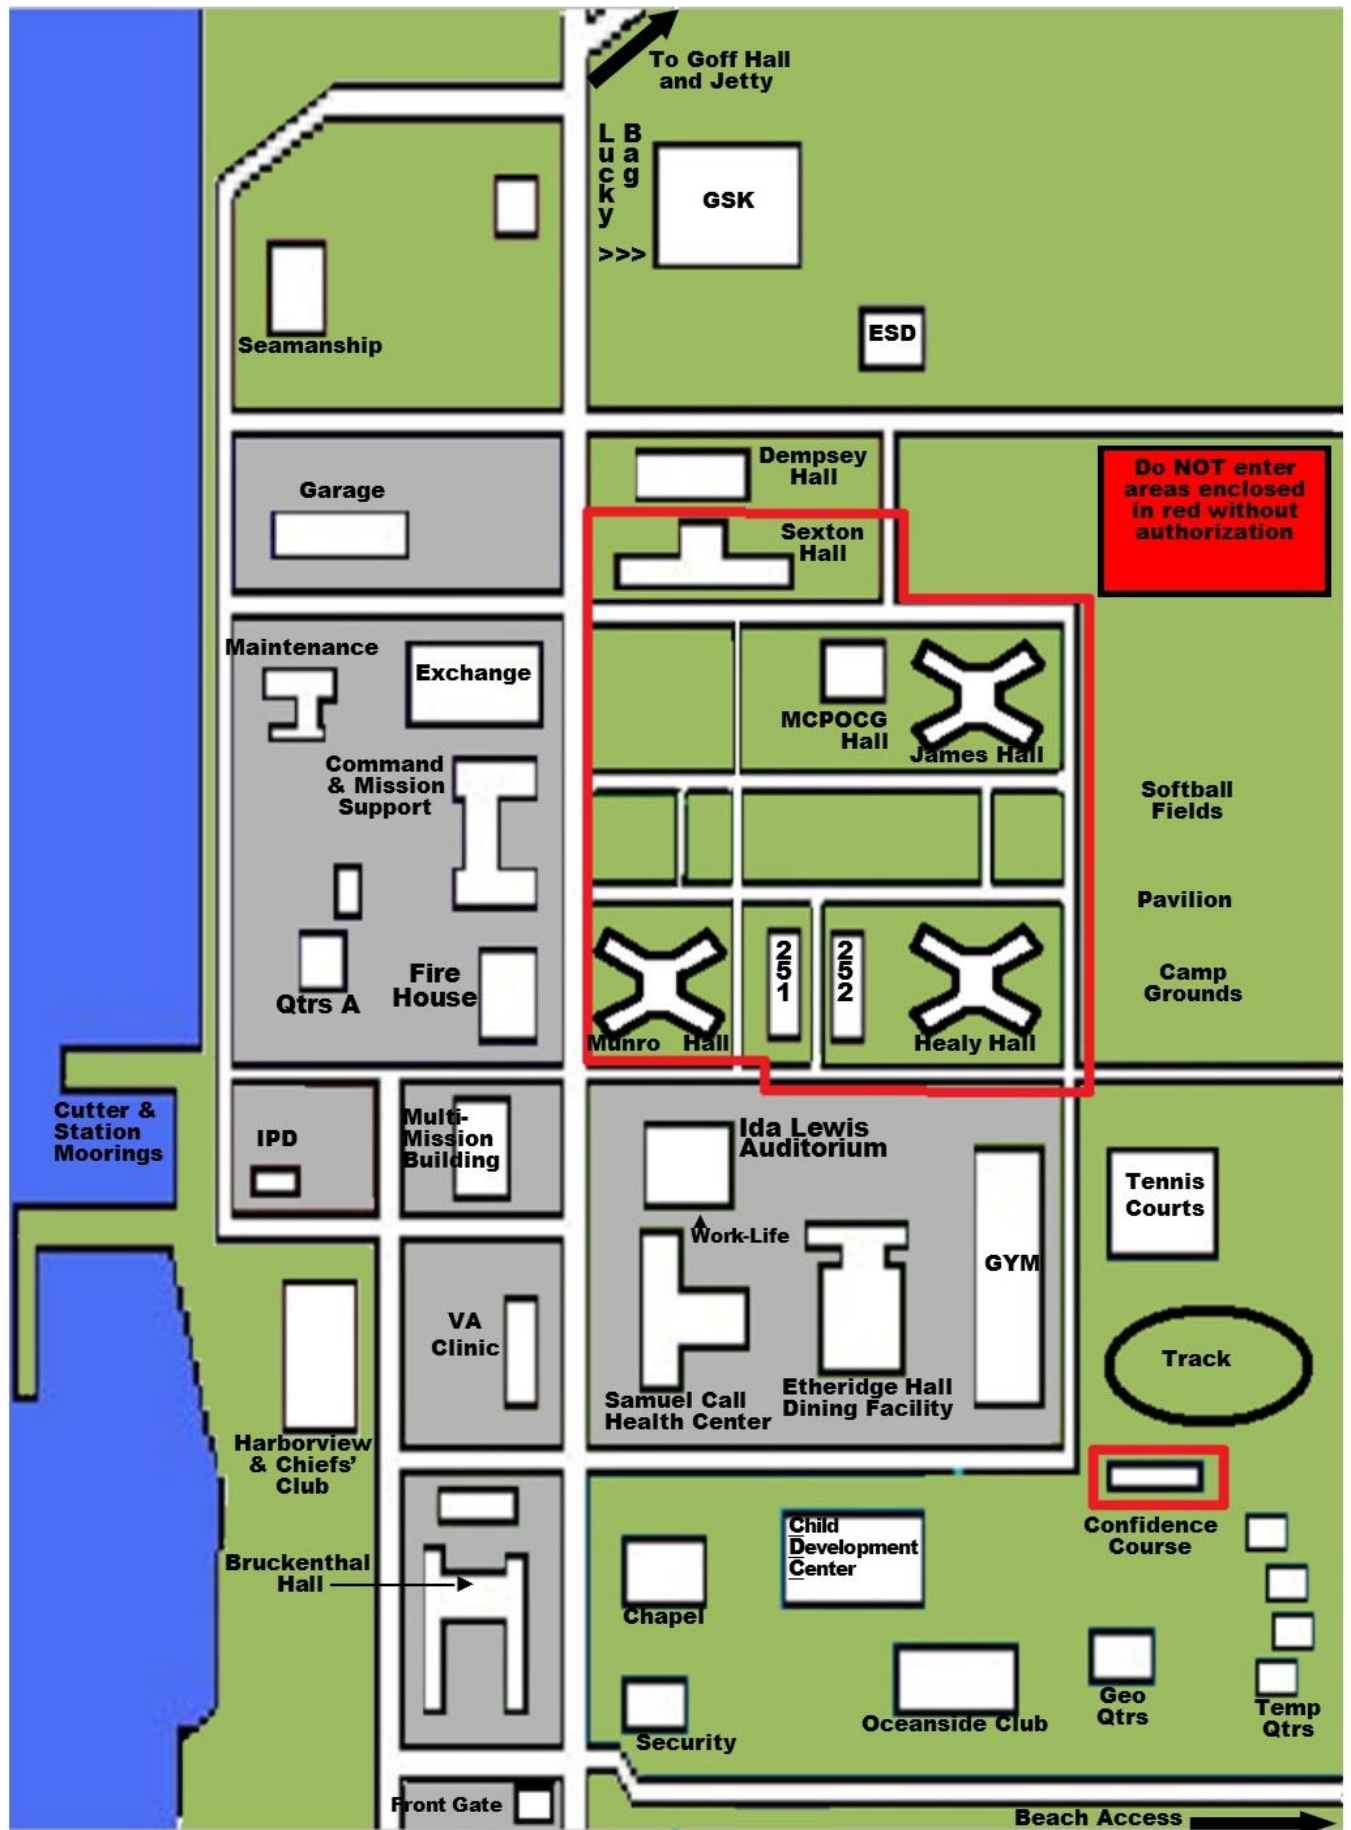 To Goff Hall
and Jetty
Lucky
Bag
>>>
GSK
ESD
Seamanship
Dempsey
Hall
Garage
Sexton
Hall
Do NOT enter
areas enclosed
in red without
authorization
Maintenance
Exchange
MCPOCG
Hall
James Hall
Command
& Mission
Support
Softball
Fields
Pavilion
Qtrs A
Fire
House
Munro Hall
251
252
Healy Hall
Camp
Grounds
Cutter &
Station
Moorings
IPD
Multi-
Mission
Building
Ida Lewis
Auditorium
Work-Life
Tennis
Courts
GYM
VA
Clinic
Samuel Call
Health Center
Etheridge Hall
Dining Facility
Track
Harborview
& Chiefs'
Club
Confidence
Course
Bruckenthal
Hall
Child
Development
Center
Chapel
Security
Oceanside Club
Geo
Qtrs
Temp
Qtrs
Front Gate
Beach Access